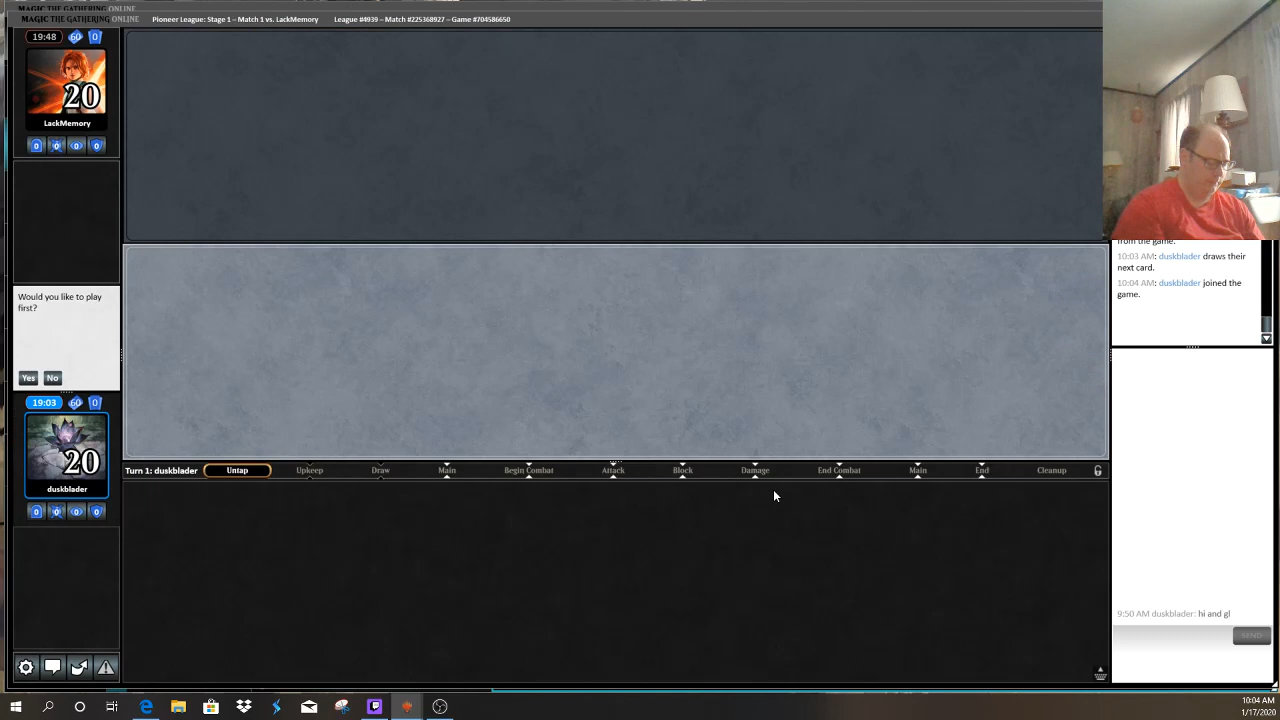 MAGIC THE GATHERING ONLINE
MAGIC THE GATHERING ONLINE Pioneer League: Stage 1 – Match 1 vs. LackMemory League #4939 – Match #225368927 – Game #704586650
19:48 60 0
20
LackMemory
0 0 0 0
from the game.
10:03 AM: duskblader draws their
next card.
10:04 AM: duskblader joined the
game.
Would you like to play
first?
Yes No
19:03 60 0
20
duskblader
0 0 0 0
Turn 1: duskblader Untap Upkeep Draw Main Begin Combat Attack Block Damage End Combat Main End Cleanup
9:50 AM duskblader: hi and gl
SEND
10:04 AM
1/17/2020